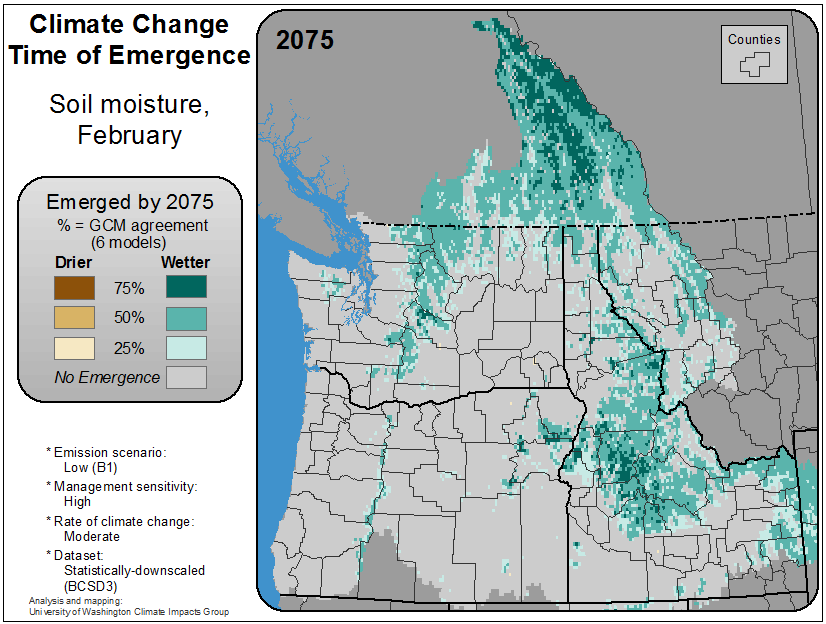 Climate Change
Time of Emergence
Soil moisture,
February
Emerged by 2075
% = GCM agreement
(6 models)
Drier Wetter
75%
50%
25%
No Emergence
* Emission scenario:
Low (B1)
* Management sensitivity:
High
* Rate of climate change:
Moderate
* Dataset:
Statistically-downscaled
(BCSD3)
Analysis and mapping:
University of Washington Climate Impacts Group
2075
Counties